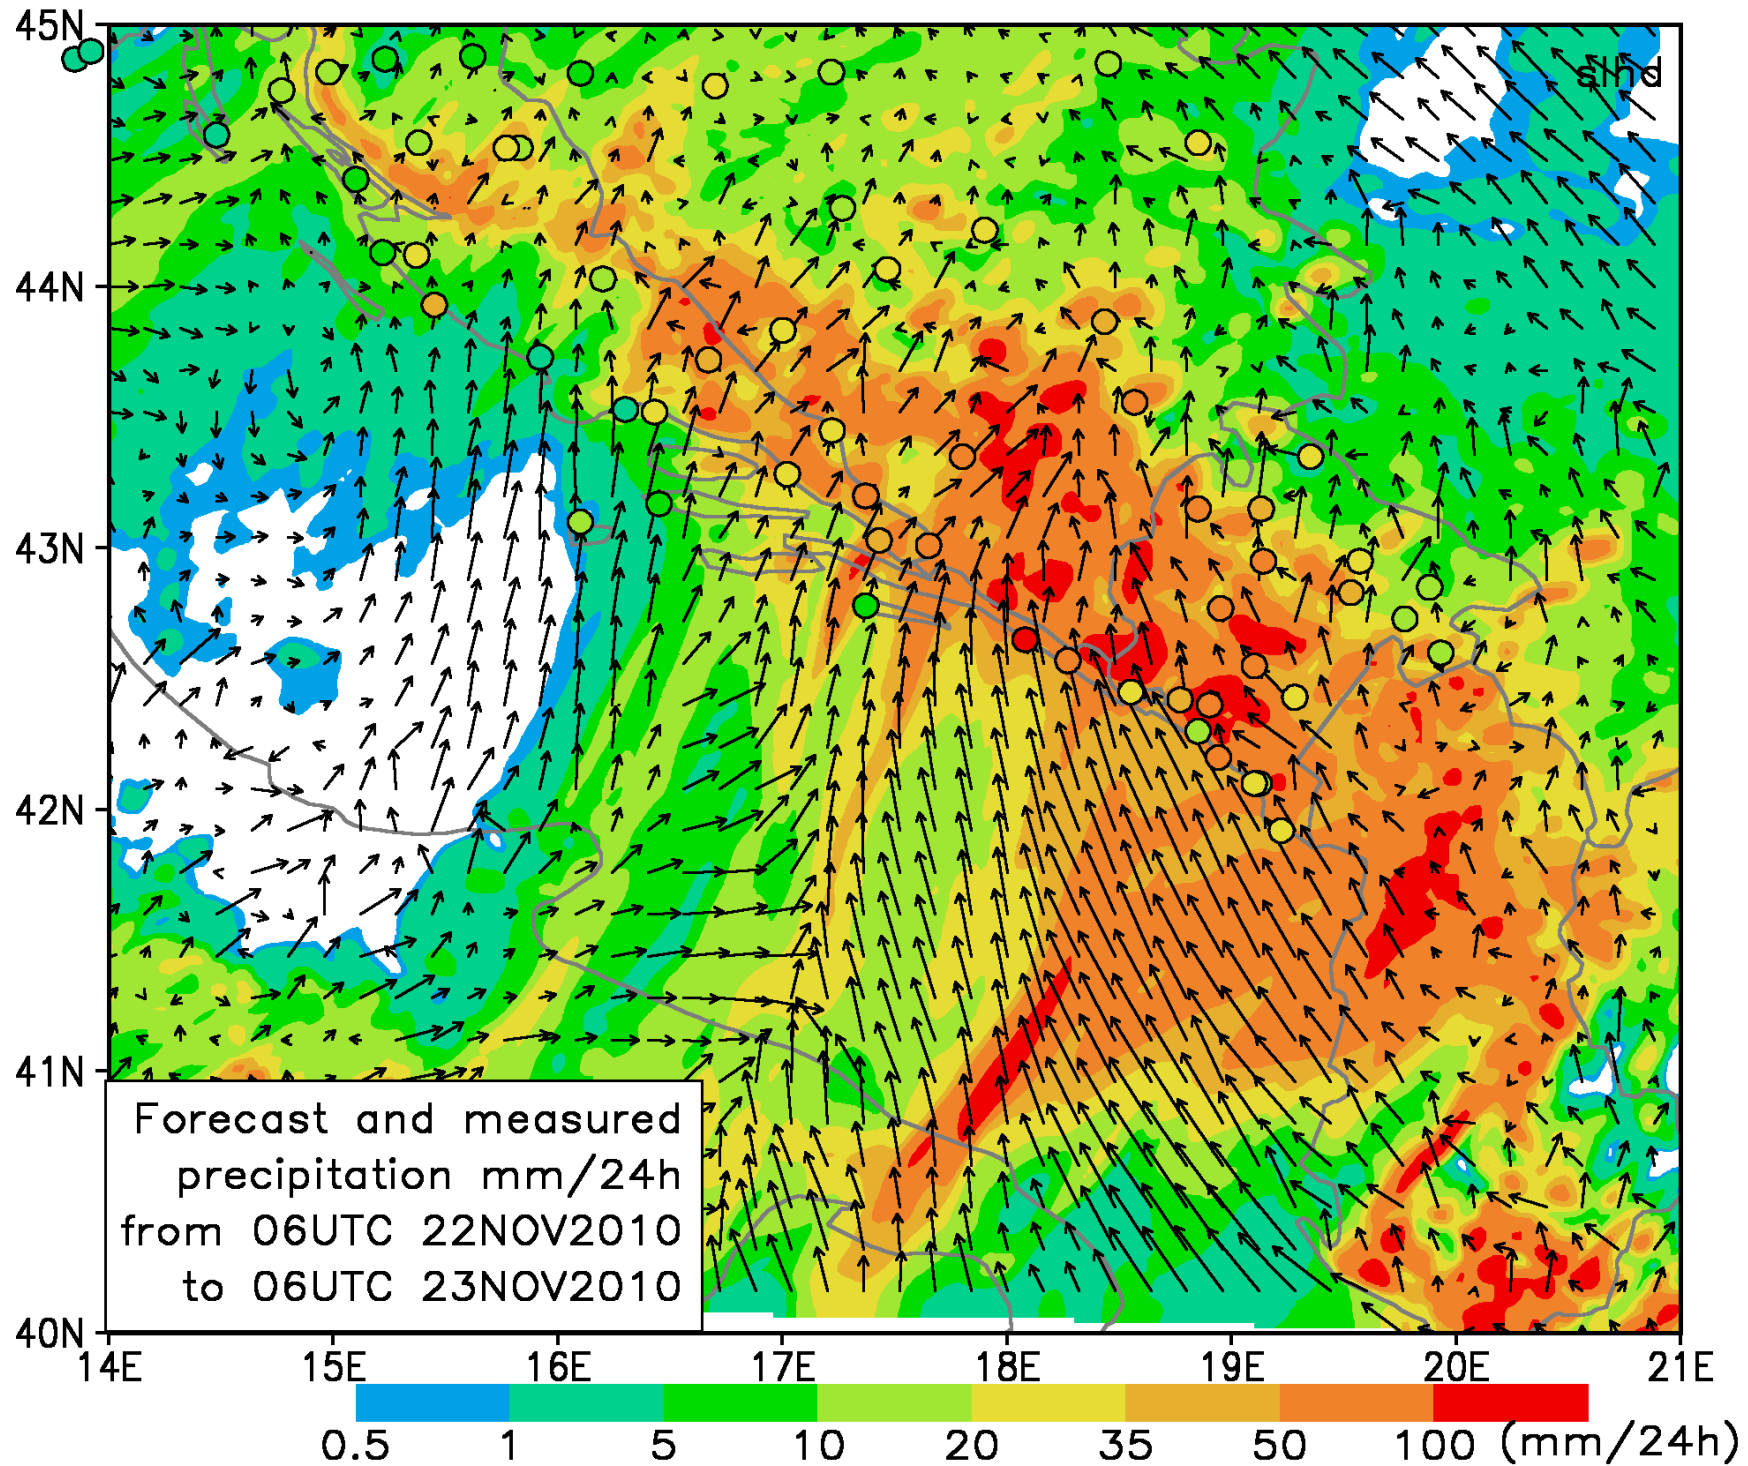 45N
slhd
44N
43N
42N
41N
Forecast and measured
precipitation mm/24h
from 06UTC 22NOV2010
to 06UTC 23NOV2010
40N
14E 15E 16E 17E 18E 19E 20E 21E
0.5 1 5 10 20 35 50 100 (mm/24h)